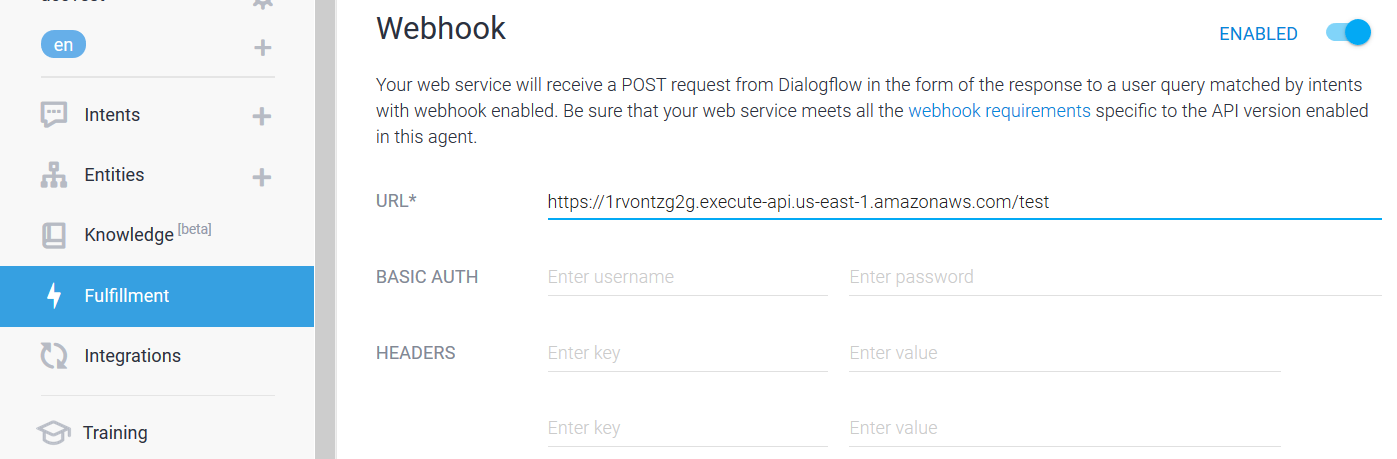 en
Intents
Entities
Knowledge [beta]
Fulfillment
Integrations
Training
Webhook
ENABLED
Your web service will receive a POST request from Dialogflow in the form of the response to a user query matched by intents
with webhook enabled. Be sure that your web service meets all the webhook requirements specific to the API version enabled
in this agent.
URL* https://1rvontzg2g.execute-api.us-east-1.amazonaws.com/test
BASIC AUTH Enter username Enter password
HEADERS Enter key Enter value
Enter key Enter value